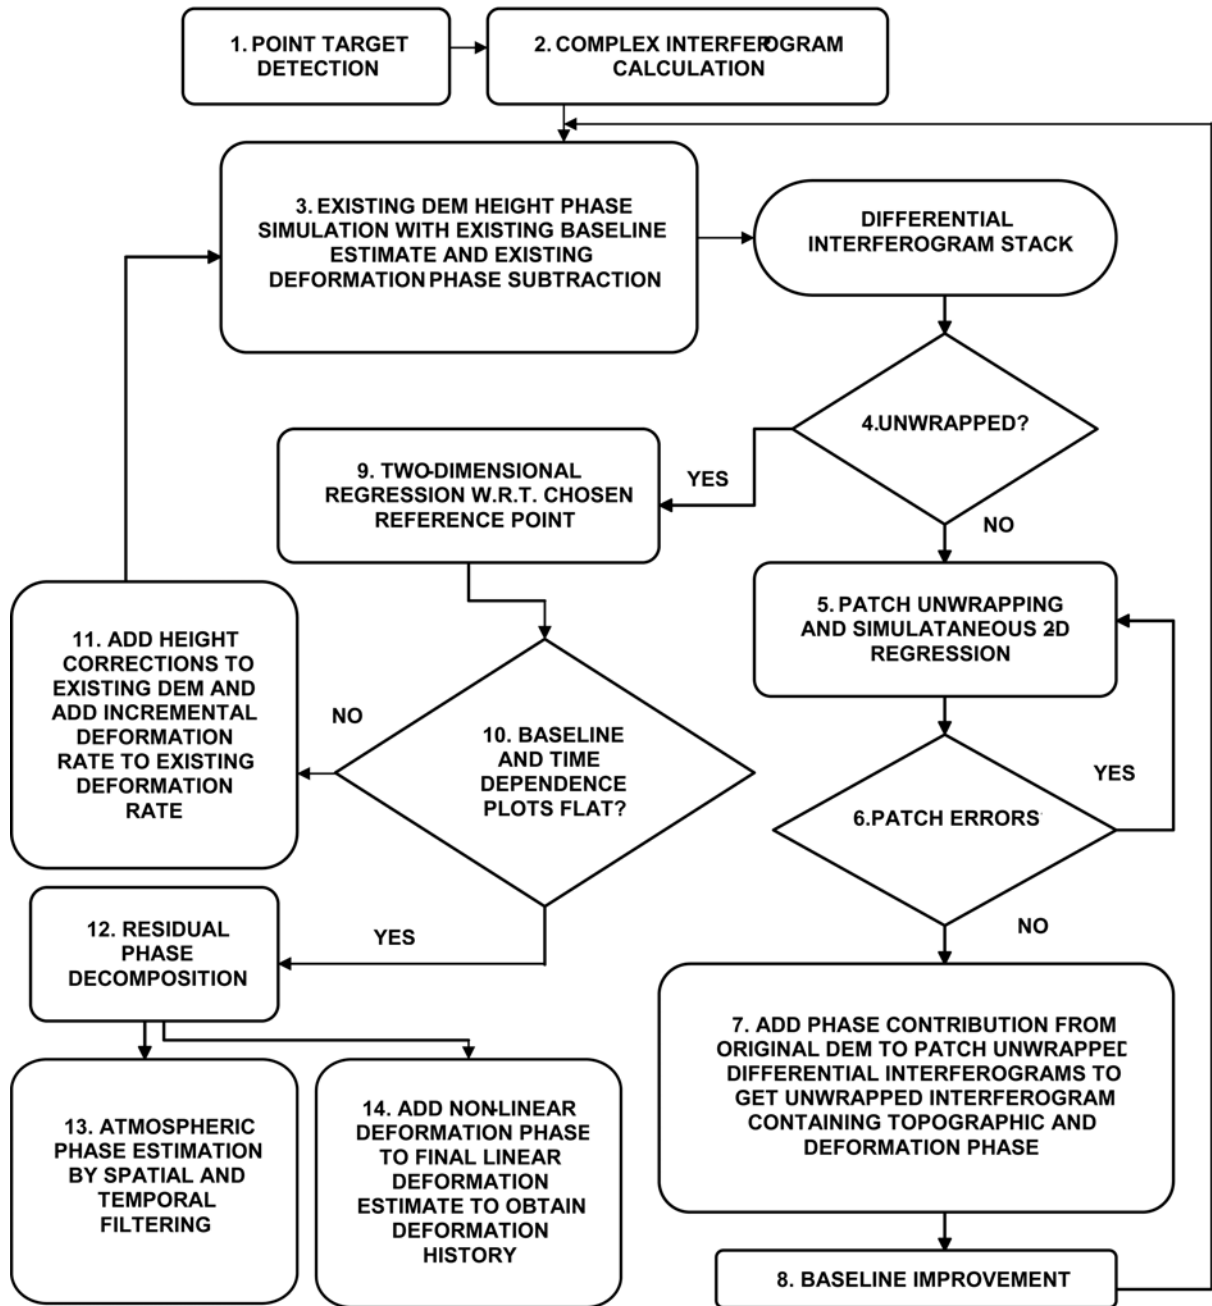 1. POINT TARGET
DETECTION
2. COMPLEX INTERFEROGRAM
CALCULATION
3. EXISTING DEM HEIGHT PHASE
SIMULATION WITH EXISTING BASELINE
ESTIMATE AND EXISTING
DEFORMATION PHASE SUBTRACTION
DIFFERENTIAL
INTERFEROGRAM STACK
4.UNWRAPPED?
YES
NO
9. TWO-DIMENSIONAL
REGRESSION W.R.T. CHOSEN
REFERENCE POINT
5. PATCH UNWRAPPING
AND SIMULATANEOUS 2-D
REGRESSION
11. ADD HEIGHT
CORRECTIONS TO
EXISTING DEM AND
ADD INCREMENTAL
DEFORMATION
RATE TO EXISTING
DEFORMATION
RATE
NO
10. BASELINE
AND TIME
DEPENDENCE
PLOTS FLAT?
YES
6.PATCH ERRORS
YES
NO
12. RESIDUAL
PHASE
DECOMPOSITION
7. ADD PHASE CONTRIBUTION FROM
ORIGINAL DEM TO PATCH UNWRAPPED
DIFFERENTIAL INTERFEROGRAMS TO
GET UNWRAPPED INTERFEROGRAM
CONTAINING TOPOGRAPHIC AND
DEFORMATION PHASE
13. ATMOSPHERIC
PHASE ESTIMATION
BY SPATIAL AND
TEMPORAL
FILTERING
14. ADD NON-LINEAR
DEFORMATION PHASE
TO FINAL LINEAR
DEFORMATION
ESTIMATE TO OBTAIN
DEFORMATION
HISTORY
8. BASELINE IMPROVEMENT